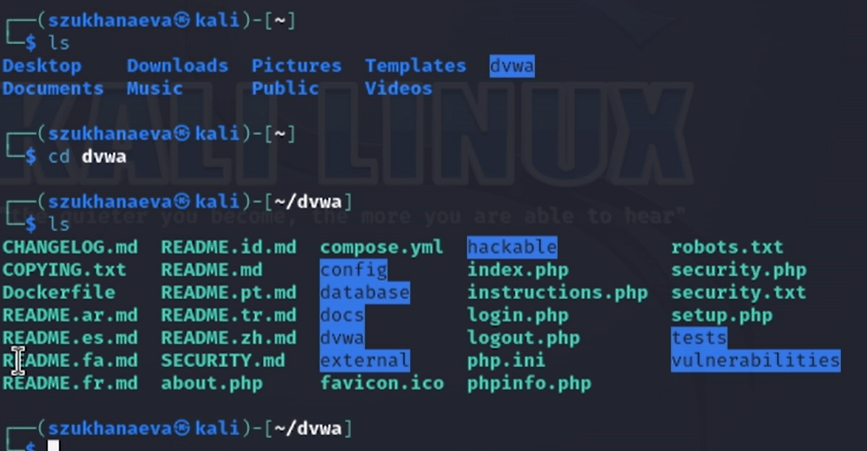 ┌──(szukhanaeva㉿kali)-[~]
└─$ ls
Desktop Downloads Pictures Templates dvwa
Documents Music Public Videos
┌──(szukhanaeva㉿kali)-[~]
└─$ cd dvwa
┌──(szukhanaeva㉿kali)-[~/dvwa]
└─$ ls
KALI LINUX
"the quieter you become, the more you are able to hear"
CHANGELOG.md README.id.md compose.yml hackable robots.txt
COPYING.txt README.md config index.php security.php
Dockerfile README.pt.md database instructions.php security.txt
README.ar.md README.tr.md docs login.php setup.php
README.es.md README.zh.md dvwa logout.php tests
README.fa.md SECURITY.md external php.ini vulnerabilities
README.fr.md about.php favicon.ico phpinfo.php
┌──(szukhanaeva㉿kali)-[~/dvwa]
└─$